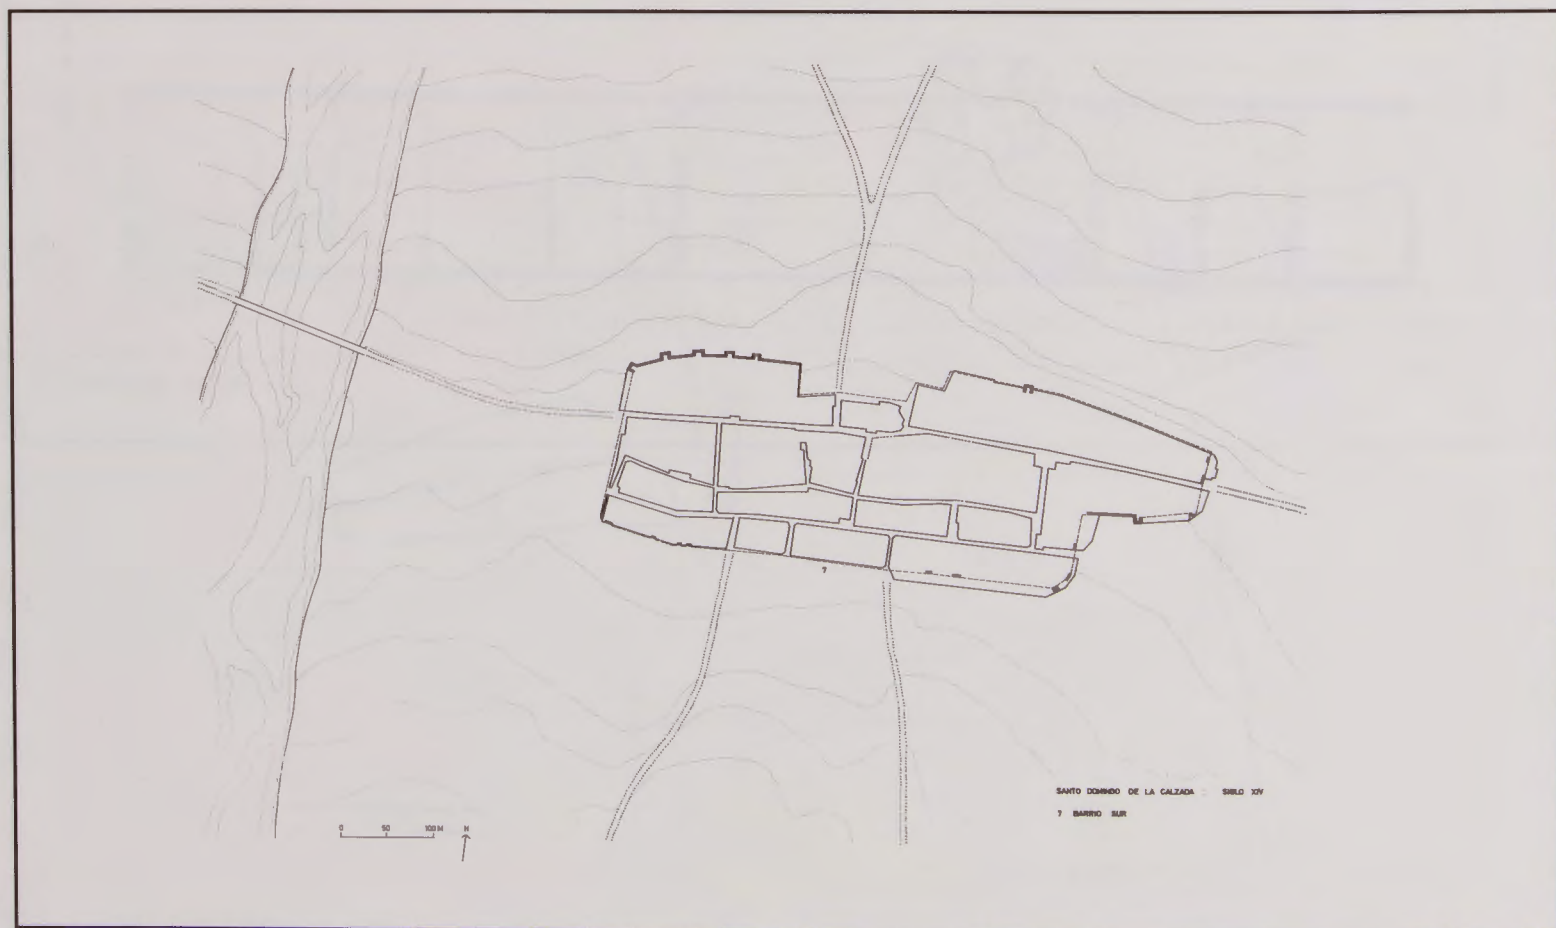 7
0 50 100 M N
SANTO DOMINGO DE LA CALZADA : SIGLO XIV
7 BARRIO SUR